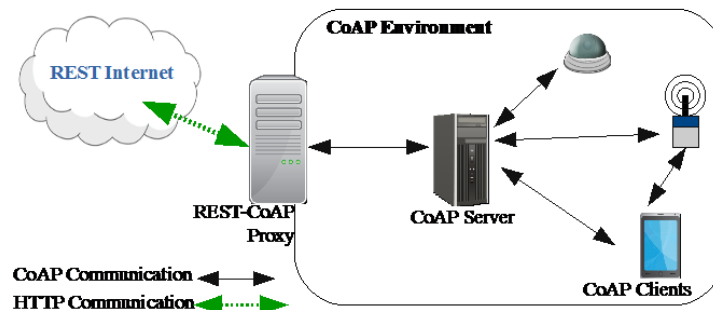 CoAP Environment
REST Internet
REST-CoAP
Proxy
CoAP Server
CoAP Clients
CoAP Communication
HTTP Communication